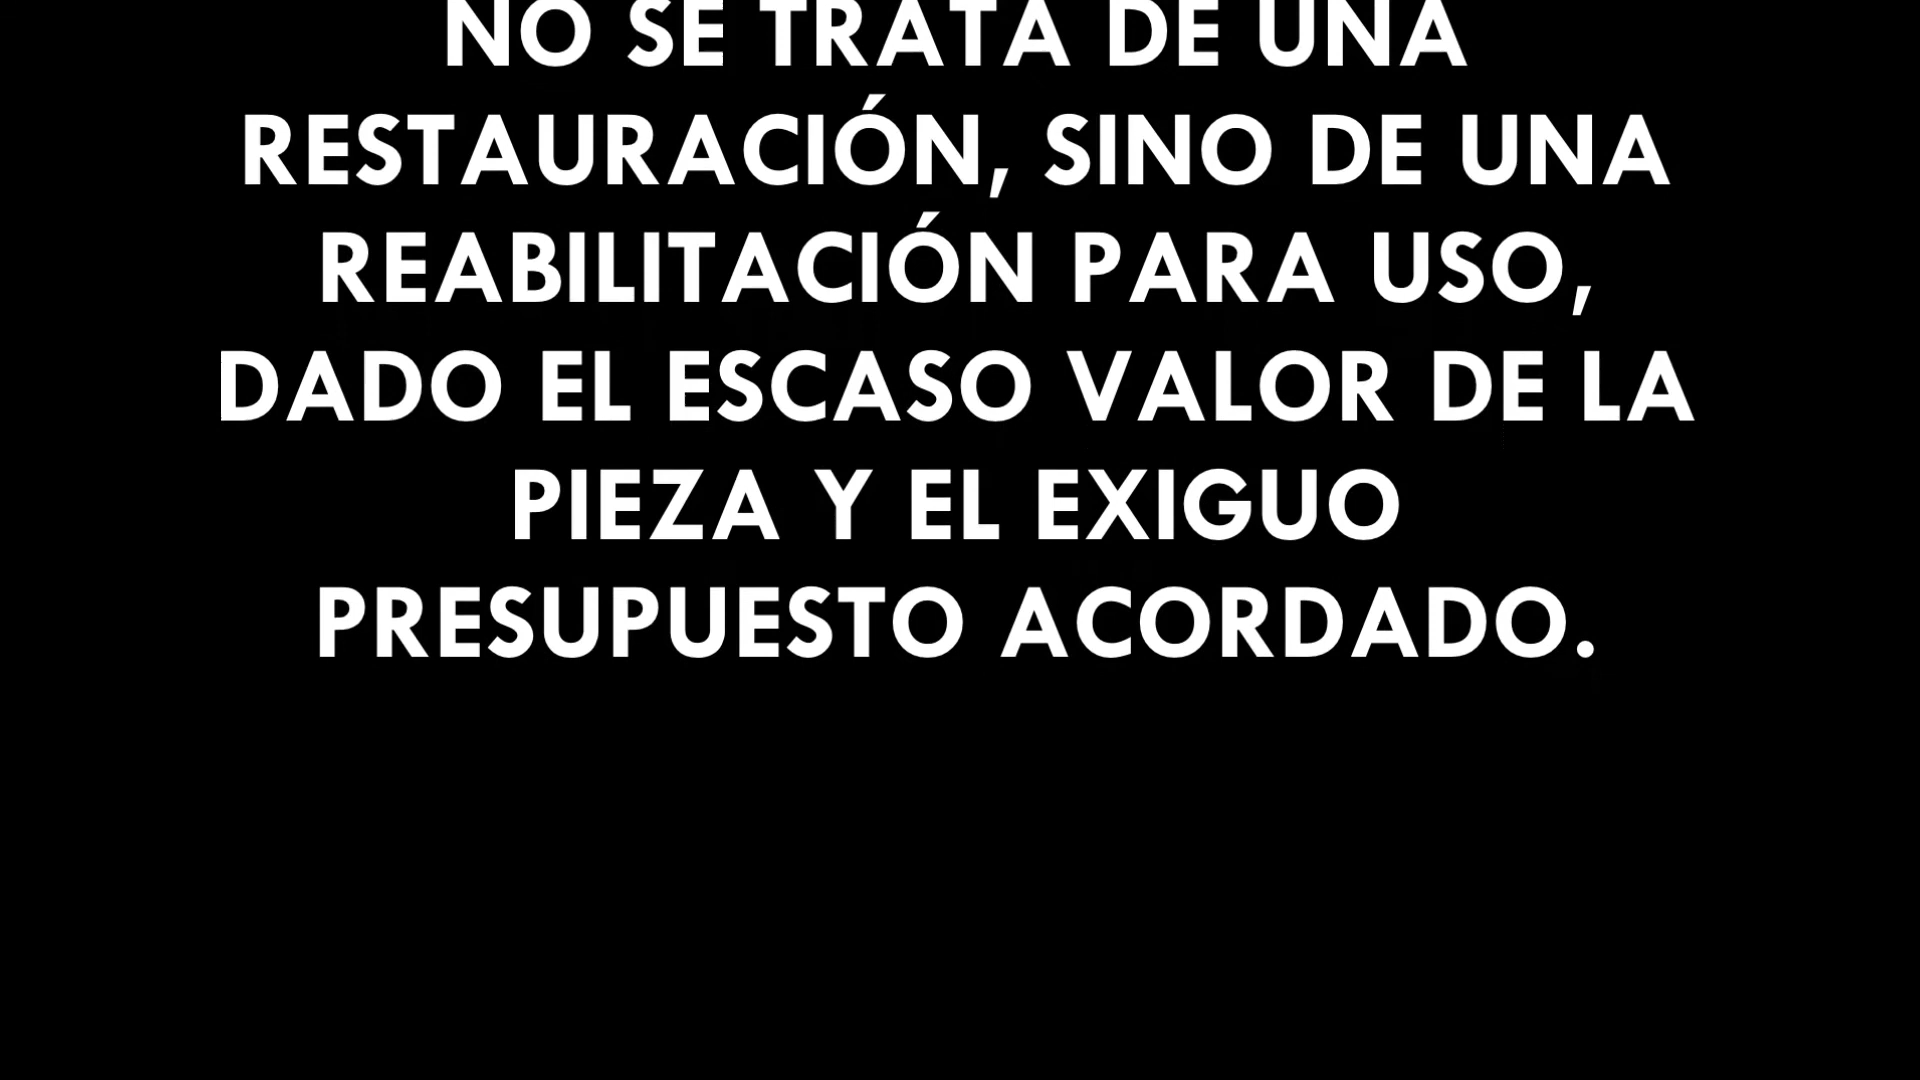 NO SE TRATA DE UNA
RESTAURACIÓN, SINO DE UNA
REABILITACIÓN PARA USO,
DADO EL ESCASO VALOR DE LA
PIEZA Y EL EXIGUO
PRESUPUESTO ACORDADO.